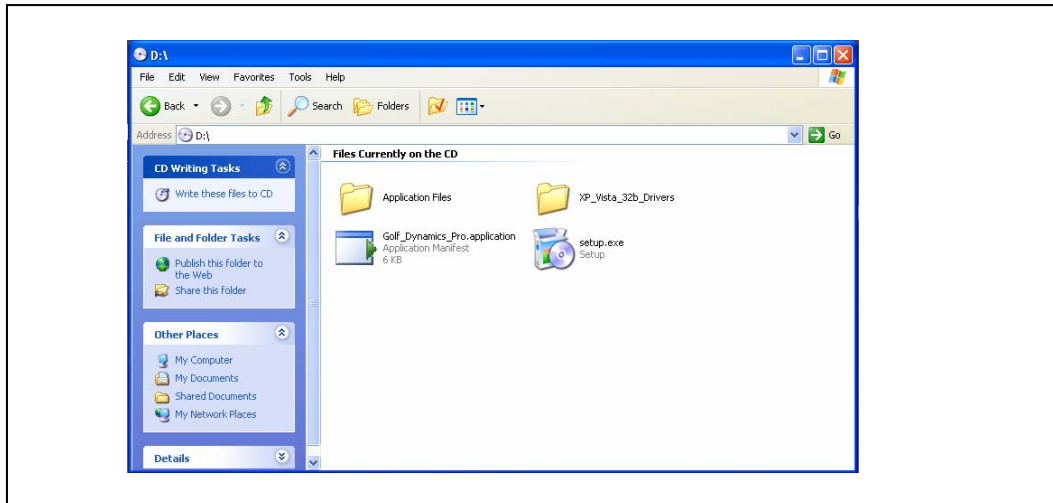 D:\
File Edit View Favorites Tools Help
Back Search Folders
Address D:\ Go
CD Writing Tasks
Write these files to CD
File and Folder Tasks
Publish this folder to
the Web
Share this folder
Other Places
My Computer
My Documents
Shared Documents
My Network Places
Details
Files Currently on the CD
Application Files
XP_Vista_32b_Drivers
Golf_Dynamics_Pro.application
Application Manifest
6 KB
setup.exe
Setup